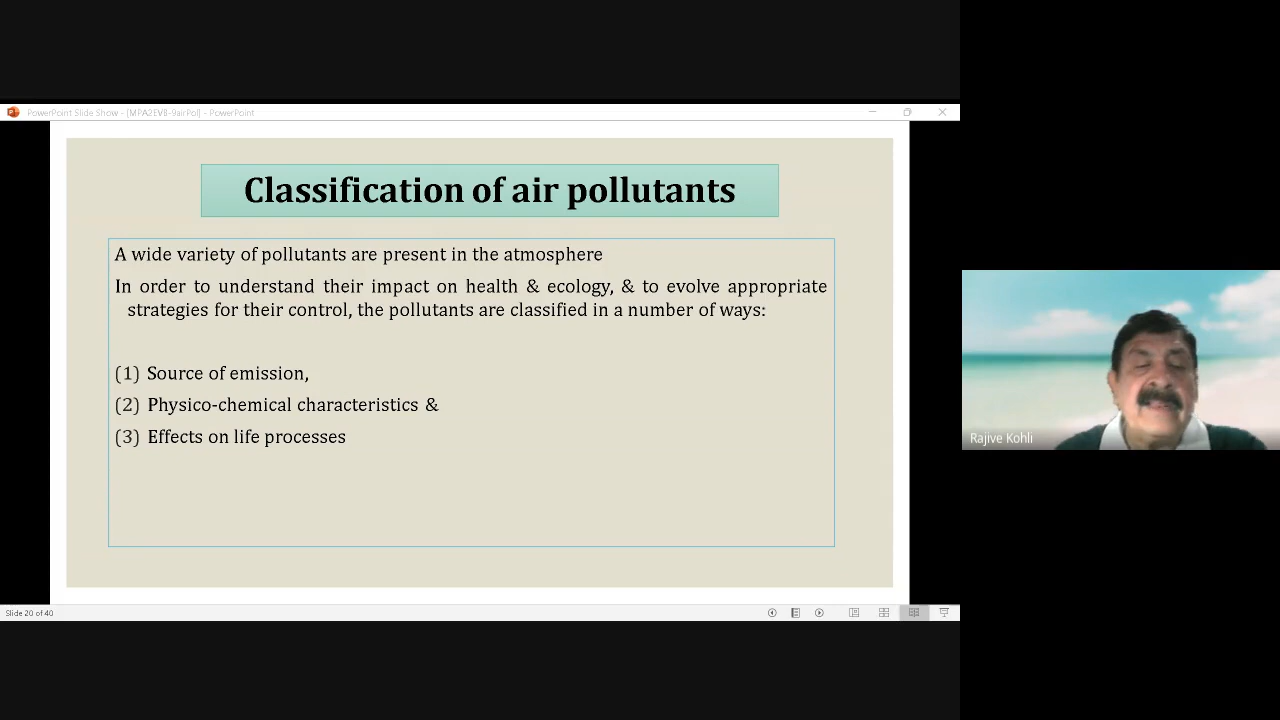 PowerPoint Slide Show - [MPA2EVB-9airPol] - PowerPoint
Classification of air pollutants
A wide variety of pollutants are present in the atmosphere
In order to understand their impact on health & ecology, & to evolve appropriate
strategies for their control, the pollutants are classified in a number of ways:
(1) Source of emission,
(2) Physico-chemical characteristics &
(3) Effects on life processes
Rajive Kohli
Slide 20 of 40